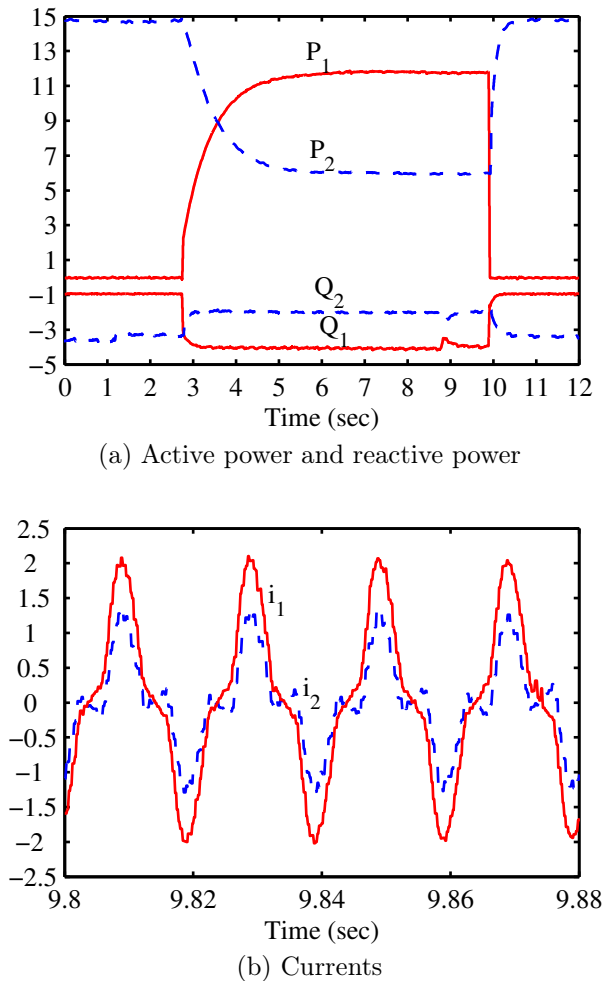 15
13
11
9
7
5
3
1
−1
−3
−5
P1
P2
Q2
Q1
0 1 2 3 4 5 6 7 8 9 10 11 12
Time (sec)
(a) Active power and reactive power
2.5
2
1.5
1
0.5
0
−0.5
−1
−1.5
−2
−2.5
i1
i2
9.8 9.82 9.84 9.86 9.88
Time (sec)
(b) Currents